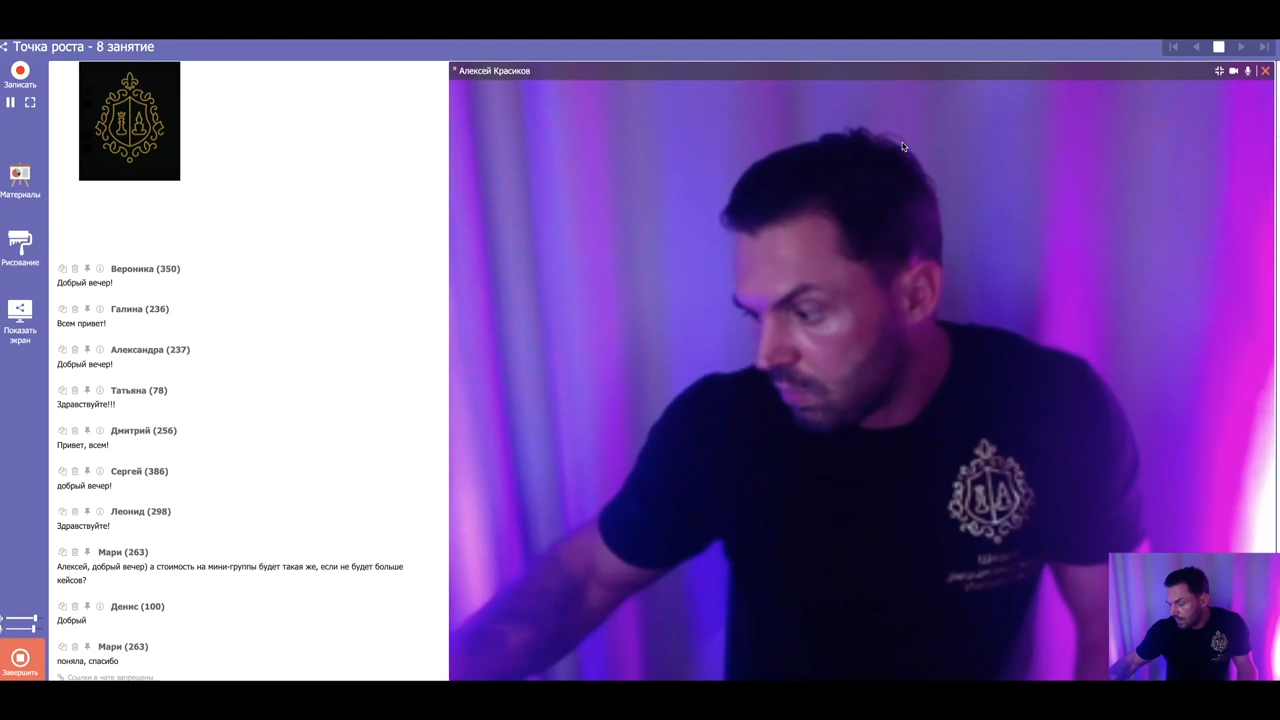 Точка роста - 8 занятие
Записать
Материалы
Рисование
Показать
экран
Завершить
Вероника (350)
Добрый вечер!
Галина (236)
Всем привет!
Александра (237)
Добрый вечер!
Татьяна (78)
Здравствуйте!!!
Дмитрий (256)
Привет, всем!
Сергей (386)
добрый вечер!
Леонид (298)
Здравствуйте!
Мари (263)
Алексей, добрый вечер) а стоимость на мини-группы будет такая же, если не будет больше
кейсов?
Денис (100)
Добрый
Мари (263)
поняла, спасибо
Ссылки в чате запрещены
Алексей Красиков